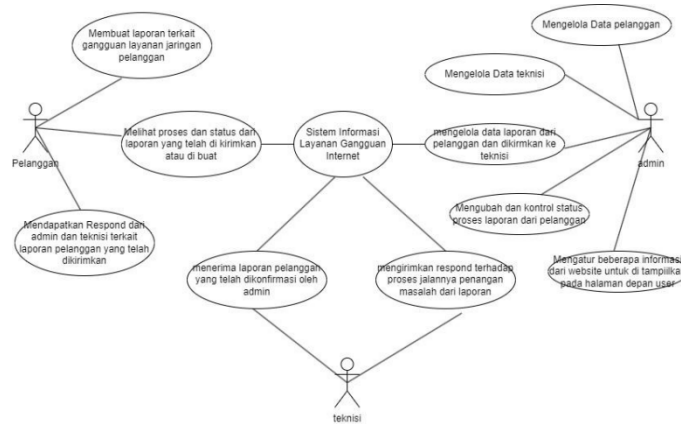 Mengelola Data pelanggan
Membuat laporan terkait
gangguan layanan jaringan
pelanggan
Mengelola Data teknisi
Melihat proses dan status dari
laporan yang telah di kirimkan
atau di buat
Sistem Informasi
Layanan Gangguan
Internet
mengelola data laporan dari
pelanggan dan dikirmkan ke
teknisi
Pelanggan
admin
Mengubah dan kontrol status
proses laporan dari pelanggan
Mendapatkan Respond dari
admin dan teknisi terkait
laporan pelanggan yang telah
dikirimkan
menerima laporan pelanggan
yang telah dikonfirmasi oleh
admin
mengirimkan respond terhadap
proses jalannya penangan
masalah dari laporan
Mengatur beberapa informasi
dari website untuk di tampiilkan
pada halaman depan user
teknisi